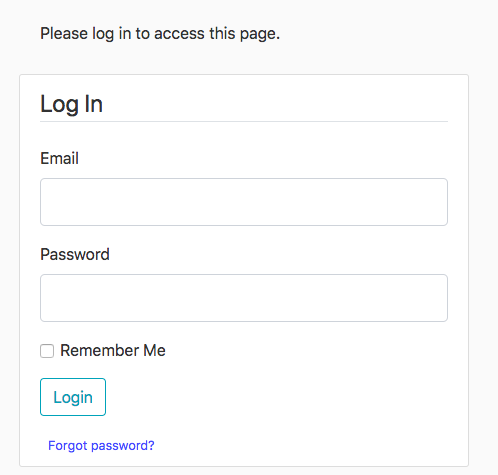 Please log in to access this page.
Log In
Email
Password
Remember Me
Login
Forgot password?